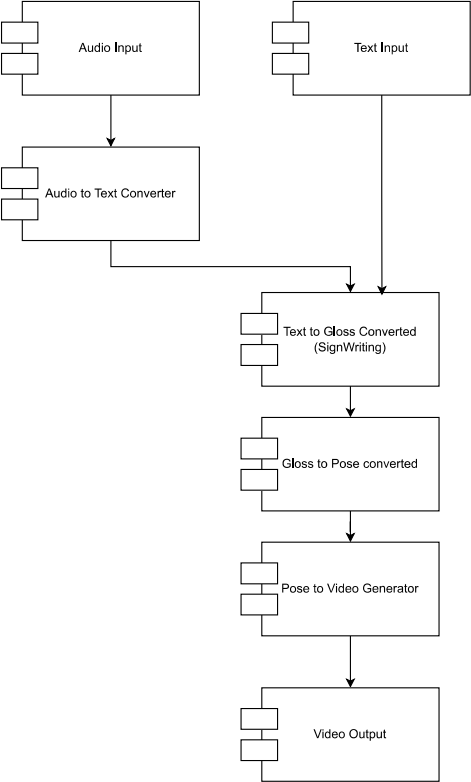 Audio Input
Text Input
Audio to Text Converter
Text to Gloss Converted
(SignWriting)
Gloss to Pose converted
Pose to Video Generator
Video Output